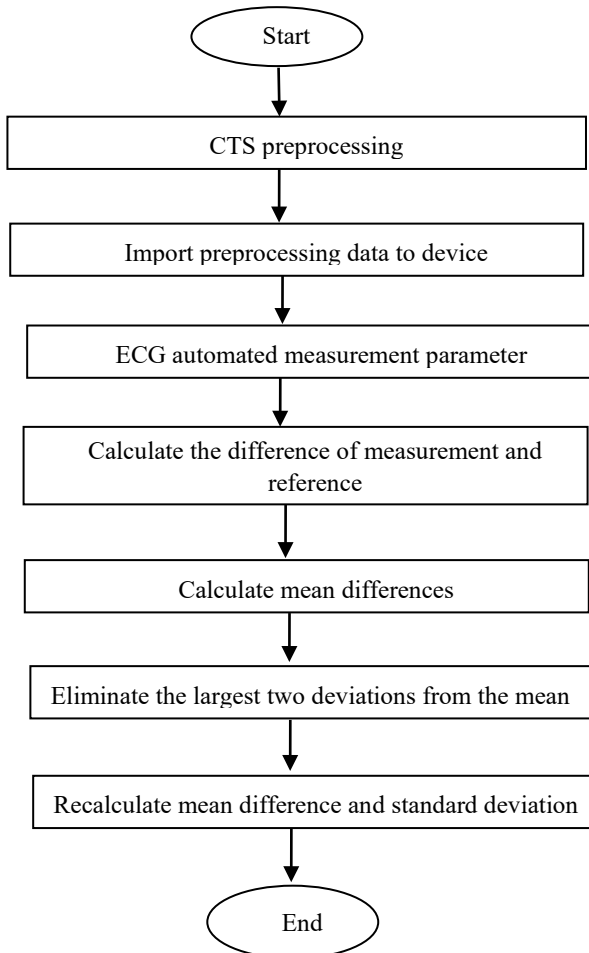 Start
CTS preprocessing
Import preprocessing data to device
ECG automated measurement parameter
Calculate the difference of measurement and
reference
Calculate mean differences
Eliminate the largest two deviations from the mean
Recalculate mean difference and standard deviation
End